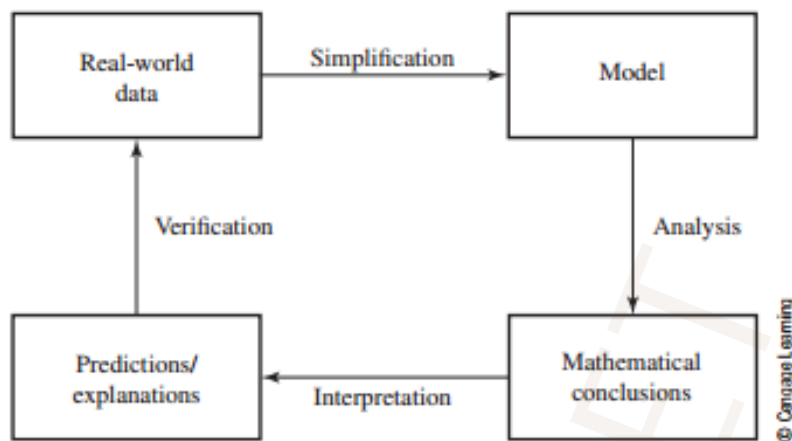 Real-world
data
Simplification
Model
Verification
Analysis
Predictions/
explanations
Interpretation
Mathematical
conclusions
© Cengage Learning